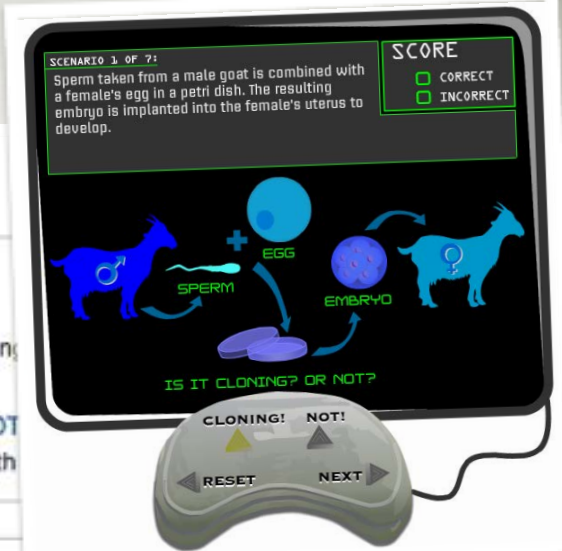 SCENARIO 1 OF 7:
Sperm taken from a male goat is combined with
a female's egg in a petri dish. The resulting
embryo is implanted into the female's uterus to
develop.
SCORE
CORRECT
INCORRECT
SPERM
EGG
EMBRYO
IS IT CLONING? OR NOT?
CLONING! NOT!
RESET NEXT